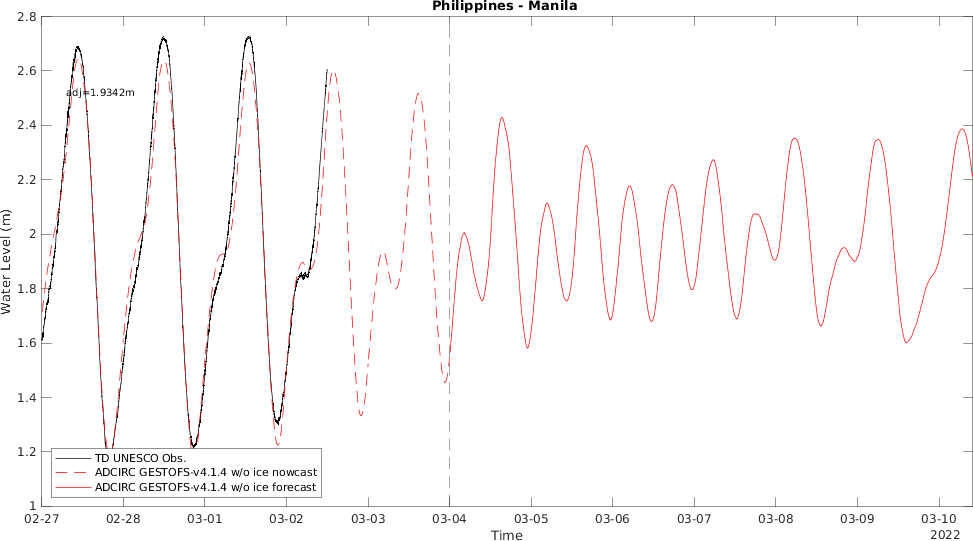 Philippines - Manila
2.8
2.6
adj=1.9342m
2.4
2.2
2
1.8
1.6
1.4
1.2
1
Water Level (m)
TD UNESCO Obs.
ADCIRC GESTOFS-v4.1.4 w/o ice nowcast
ADCIRC GESTOFS-v4.1.4 w/o ice forecast
02-27 02-28 03-01 03-02 03-03 03-04 03-05 03-06 03-07 03-08 03-09 03-10
Time
2022